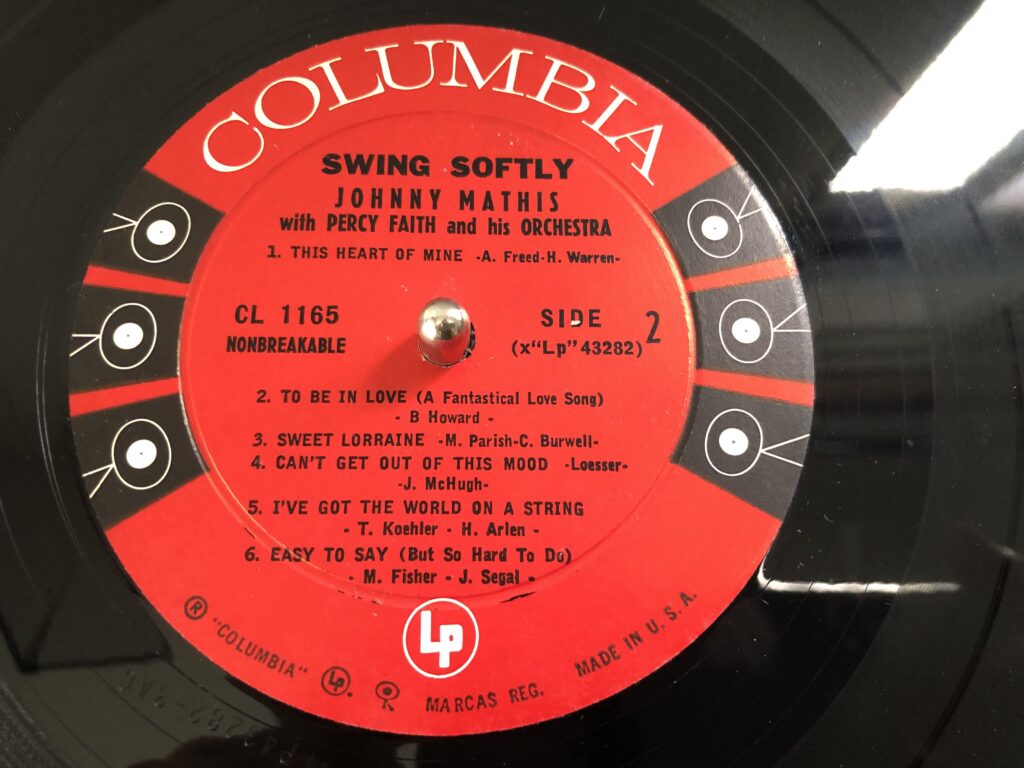 COLUMBIA
SWING SOFTLY
JOHNNY MATHIS
with PERCY FAITH and his ORCHESTRA
1. THIS HEART OF MINE -A. Freed-H. Warren-
CL 1165
NONBREAKABLE
SIDE 2
(x"Lp" 43282)
2. TO BE IN LOVE (A Fantastical Love Song)
- B Howard -
3. SWEET LORRAINE -M. Parish-C. Burwell-
4. CAN'T GET OUT OF THIS MOOD -Loesser-
-J. McHugh-
5. I'VE GOT THE WORLD ON A STRING
- T. Koehler - H. Arlen -
6. EASY TO SAY (But So Hard To Do)
- M. Fisher - J. Segal -
Lp
® "COLUMBIA" Lp. MARCAS REG. MADE IN U. S. A.